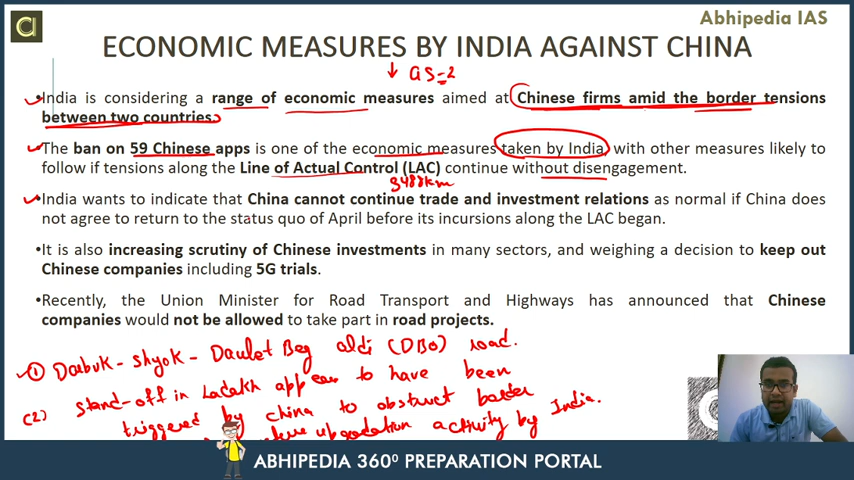 Abhipedia IAS
ECONOMIC MEASURES BY INDIA AGAINST CHINA
↓ GS-2
•India is considering a range of economic measures aimed at Chinese firms amid the border tensions
between two countries.
•The ban on 59 Chinese apps is one of the economic measures taken by India, with other measures likely to
follow if tensions along the Line of Actual Control (LAC) continue without disengagement.
3488km
•India wants to indicate that China cannot continue trade and investment relations as normal if China does
not agree to return to the status quo of April before its incursions along the LAC began.
•It is also increasing scrutiny of Chinese investments in many sectors, and weighing a decision to keep out
Chinese companies including 5G trials.
•Recently, the Union Minister for Road Transport and Highways has announced that Chinese
companies would not be allowed to take part in road projects.
① Darbuk-Shyok-Daulet Beg aldi (DBO) road.
(2) Stand-off in Ladakh appears to have been
triggered by china to obstruct border
upgradation activity by India.
ABHIPEDIA 360⁰ PREPARATION PORTAL